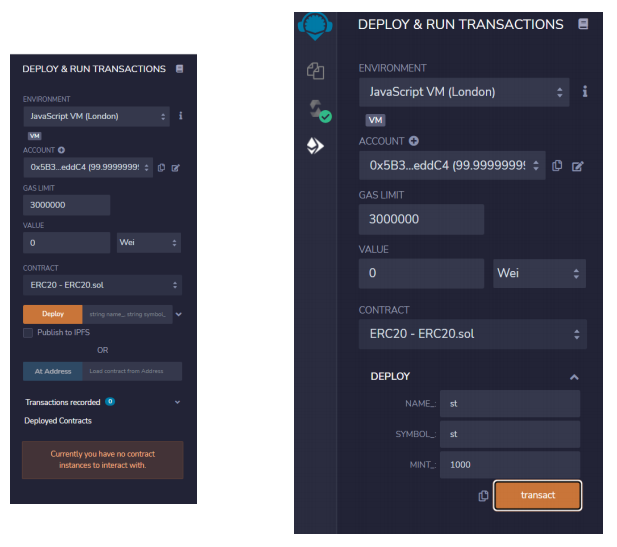 DEPLOY & RUN TRANSACTIONS
ENVIRONMENT
JavaScript VM (London)
VM
ACCOUNT
0x5B3...eddC4 (99.9999999!
GAS LIMIT
3000000
VALUE
0 Wei
CONTRACT
ERC20 - ERC20.sol
Deploy string name_, string symbol_
Publish to IPFS
OR
At Address Load contract from Address
Transactions recorded 0
Deployed Contracts
Currently you have no contract
instances to interact with.
DEPLOY & RUN TRANSACTIONS
ENVIRONMENT
JavaScript VM (London)
VM
ACCOUNT
0x5B3...eddC4 (99.99999999
GAS LIMIT
3000000
VALUE
0 Wei
CONTRACT
ERC20 - ERC20.sol
DEPLOY
NAME_: st
SYMBOL_: st
MINT_: 1000
transact